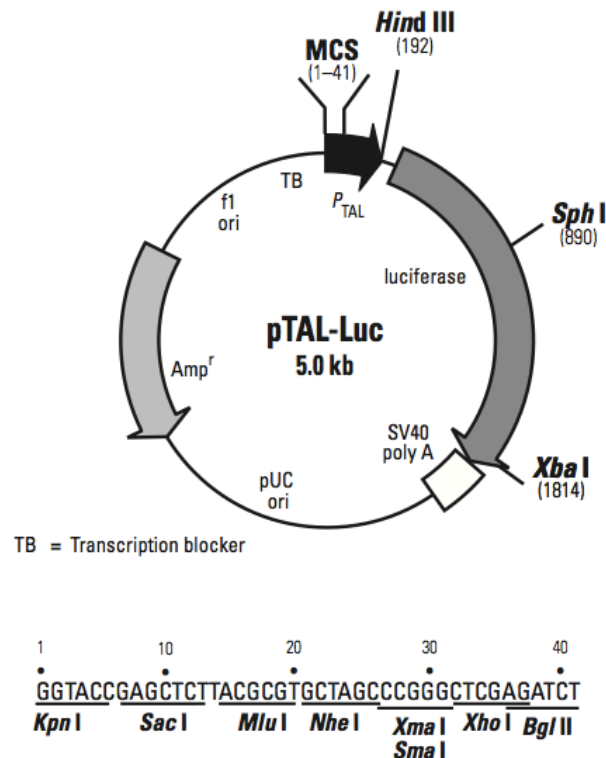 MCS
(1–41)
Hind III
(192)
TB
P TAL
f1
ori
Sph I
(890)
luciferase
pTAL-Luc
5.0 kb
Amp r
SV40
poly A
Xba I
(1814)
pUC
ori
TB = Transcription blocker
1 10 20 30 40
GGTACCGAGCTCTTACGCGTGCTAGCCCGGGCTCGAGATCT
Kpn I Sac I Mlu I Nhe I Xma I Xho I Bgl II
Sma I